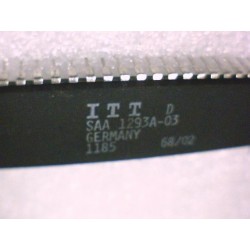 ITT D
SAA 1293A-03
GERMANY
1185 68/02